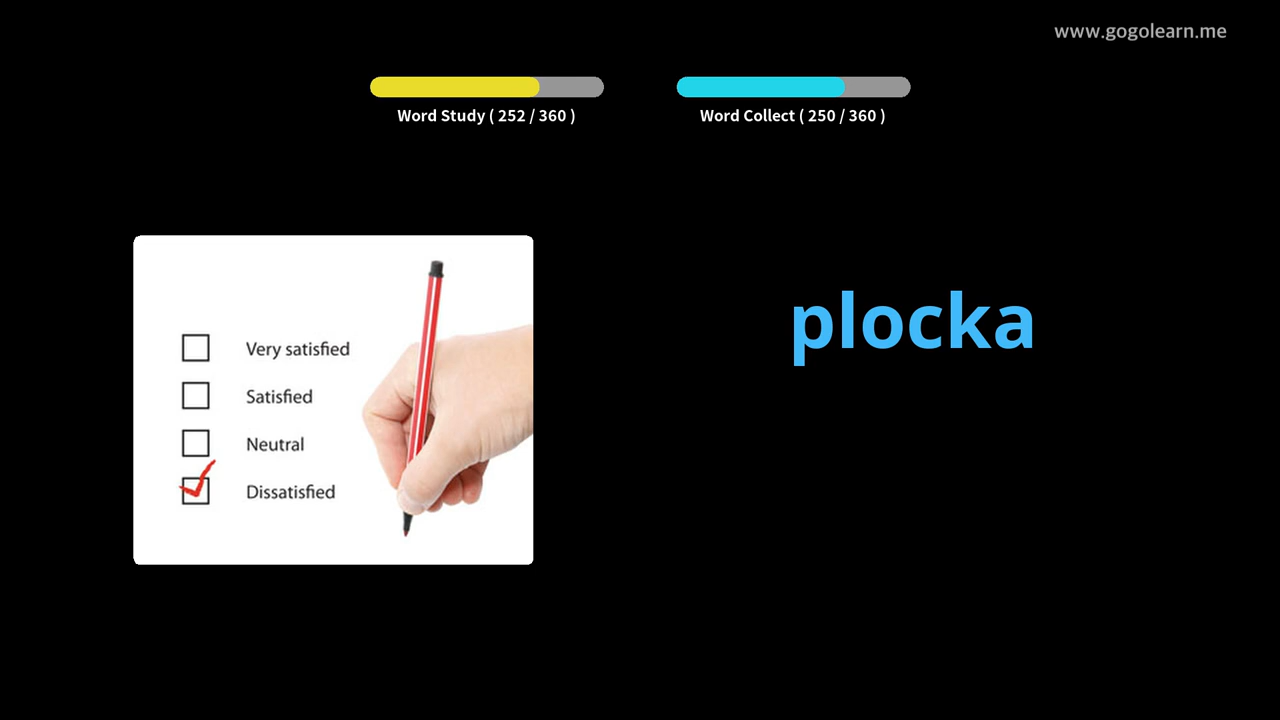 www.gogolearn.me
Word Study ( 252 / 360 )
Word Collect ( 250 / 360 )
plocka
Very satisfied
Satisfied
Neutral
Dissatisfied